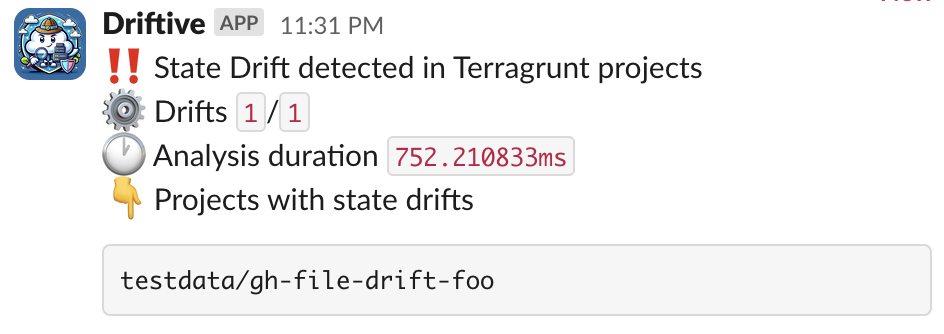 Driftive APP 11:31 PM
‼️ State Drift detected in Terragrunt projects
Drifts 1/1
Analysis duration 752.210833ms
Projects with state drifts
testdata/gh-file-drift-foo